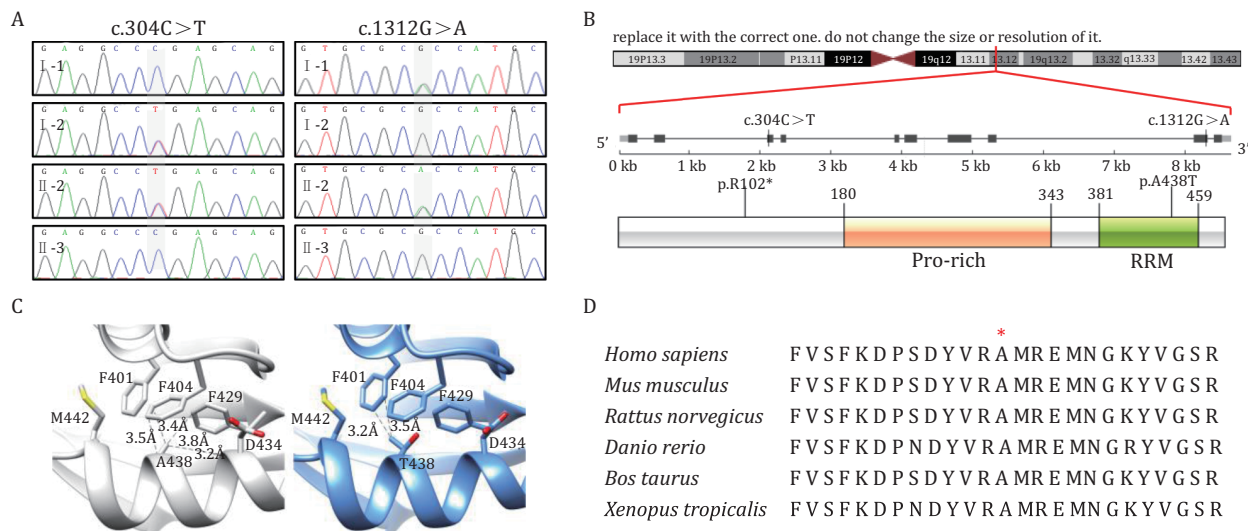 A
c.304C>T
c.1312G>A
G A G G C C C G A G C A G
I-1
G A G G C C T G A G C A G
I-2
G A G G C C T G A G C A G
II-2
G A G G C C C G A G C A G
II-3
G T G C G C G C C A T G C
I-1
G T G C G C G C C A T G C
I-2
G T G C G C A C C A T G C
II-2
G T G C G C G C C A T G C
II-3
B
replace it with the correct one. do not change the size or resolution of it.
19P13.3 19P13.2 P13.11 19P12 19q12 13.11 13.12 19q13.2 13.32 q13.33 13.42 13.43
c.304C>T c.1312G>A
5' 3'
0 kb 1 kb 2 kb 3 kb 4 kb 5 kb 6 kb 7 kb 8 kb
p.R102* p.A438T
180 343 381 459
Pro-rich RRM
C
F401
F404
F429
M442
3.4Å
3.5Å
3.8Å
3.2Å
D434
A438
F401
F404
F429
M442
3.2Å
3.5Å
D434
T438
D
*
Homo sapiens F V S F K D P S D Y V R A M R E M N G K Y V G S R
Mus musculus F V S F K D P S D Y V R A M R E M N G K Y V G S R
Rattus norvegicus F V S F K D P S D Y V R A M R E M N G K Y V G S R
Danio rerio F V S F K D P N D Y V R A M R E M N G R Y V G S R
Bos taurus F V S F K D P S D Y V R A M R E M N G K Y V G S R
Xenopus tropicalis F V S F K D P N D Y V R A M R E M N G K Y V G S R